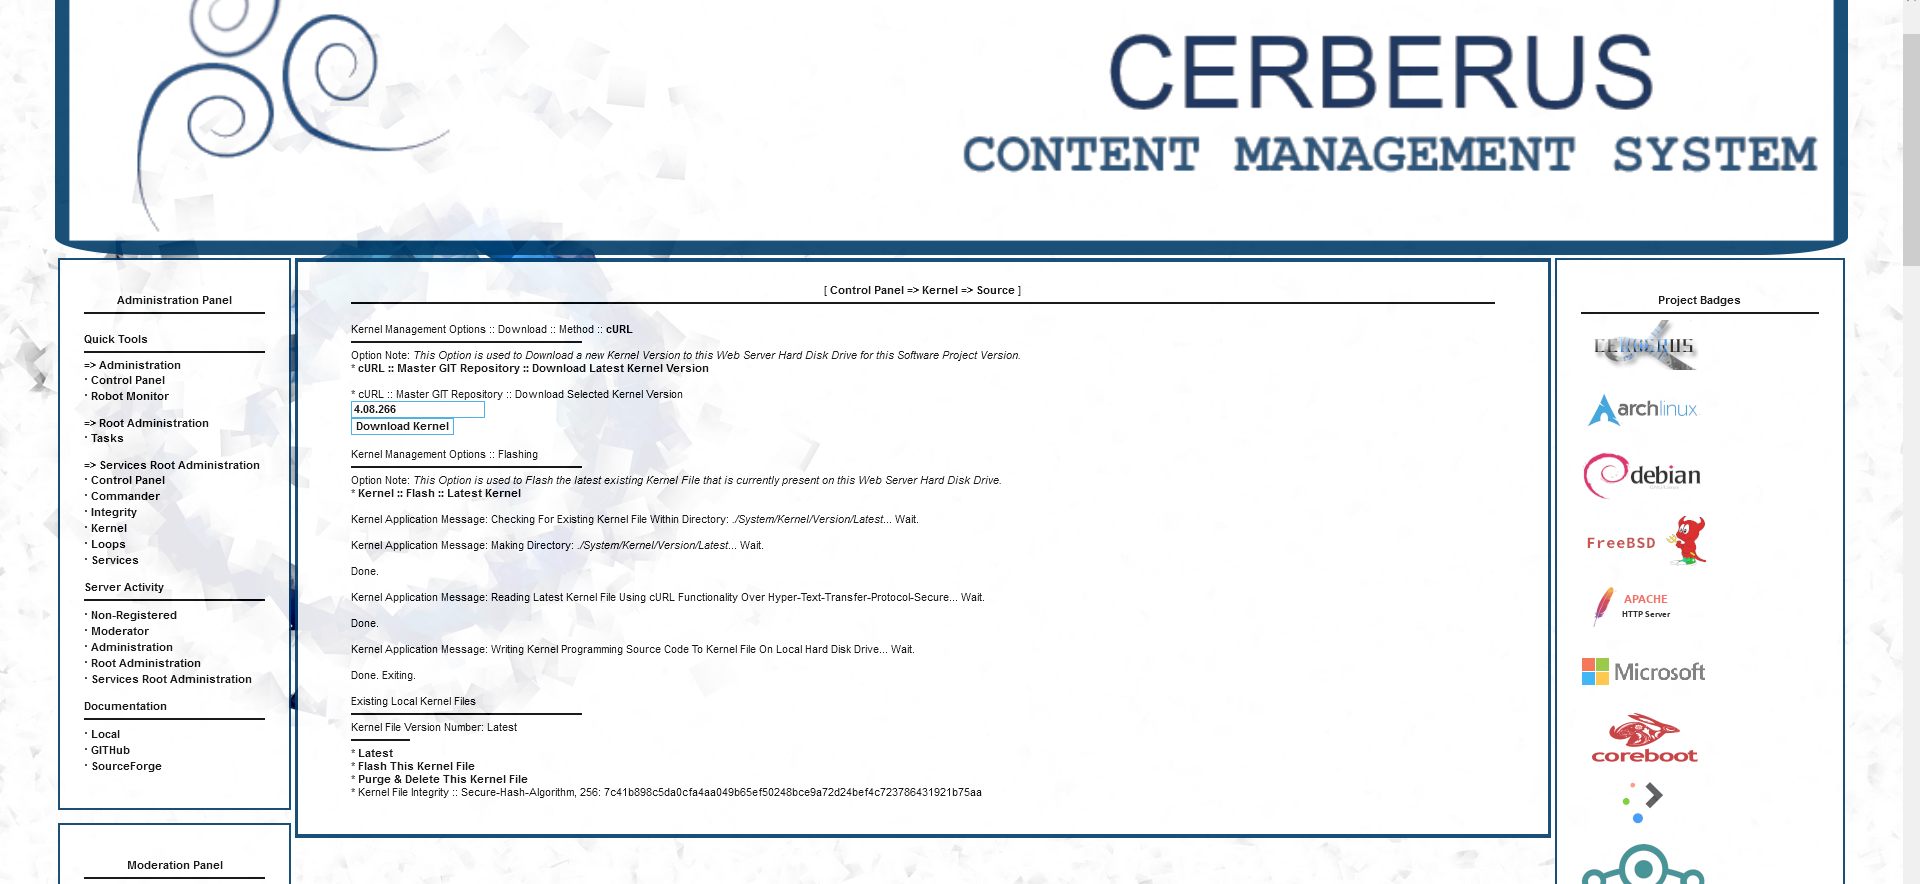 CERBERUS
CONTENT MANAGEMENT SYSTEM
Administration Panel
Quick Tools
=> Administration
· Control Panel
· Robot Monitor
=> Root Administration
· Tasks
=> Services Root Administration
· Control Panel
· Commander
· Integrity
· Kernel
· Loops
· Services
Server Activity
· Non-Registered
· Moderator
· Administration
· Root Administration
· Services Root Administration
Documentation
· Local
· GITHub
· SourceForge
Moderation Panel
[ Control Panel => Kernel => Source ]
Kernel Management Options :: Download :: Method :: cURL
Option Note: This Option is used to Download a new Kernel Version to this Web Server Hard Disk Drive for this Software Project Version.
* cURL :: Master GIT Repository :: Download Latest Kernel Version
* cURL :: Master GIT Repository :: Download Selected Kernel Version
4.08.266
Download Kernel
Kernel Management Options :: Flashing
Option Note: This Option is used to Flash the latest existing Kernel File that is currently present on this Web Server Hard Disk Drive.
* Kernel :: Flash :: Latest Kernel
Kernel Application Message: Checking For Existing Kernel File Within Directory: ./System/Kernel/Version/Latest... Wait.
Kernel Application Message: Making Directory: ./System/Kernel/Version/Latest... Wait.
Done.
Kernel Application Message: Reading Latest Kernel File Using cURL Functionality Over Hyper-Text-Transfer-Protocol-Secure... Wait.
Done.
Kernel Application Message: Writing Kernel Programming Source Code To Kernel File On Local Hard Disk Drive... Wait.
Done. Exiting.
Existing Local Kernel Files
Kernel File Version Number: Latest
* Latest
* Flash This Kernel File
* Purge & Delete This Kernel File
* Kernel File Integrity :: Secure-Hash-Algorithm, 256: 7c41b898c5da0cfa4aa049b65ef50248bce9a72d24bef4c723786431921b75aa
Project Badges
CERBERUS
archlinux
debian
FreeBSD
APACHE
HTTP Server
Microsoft
coreboot